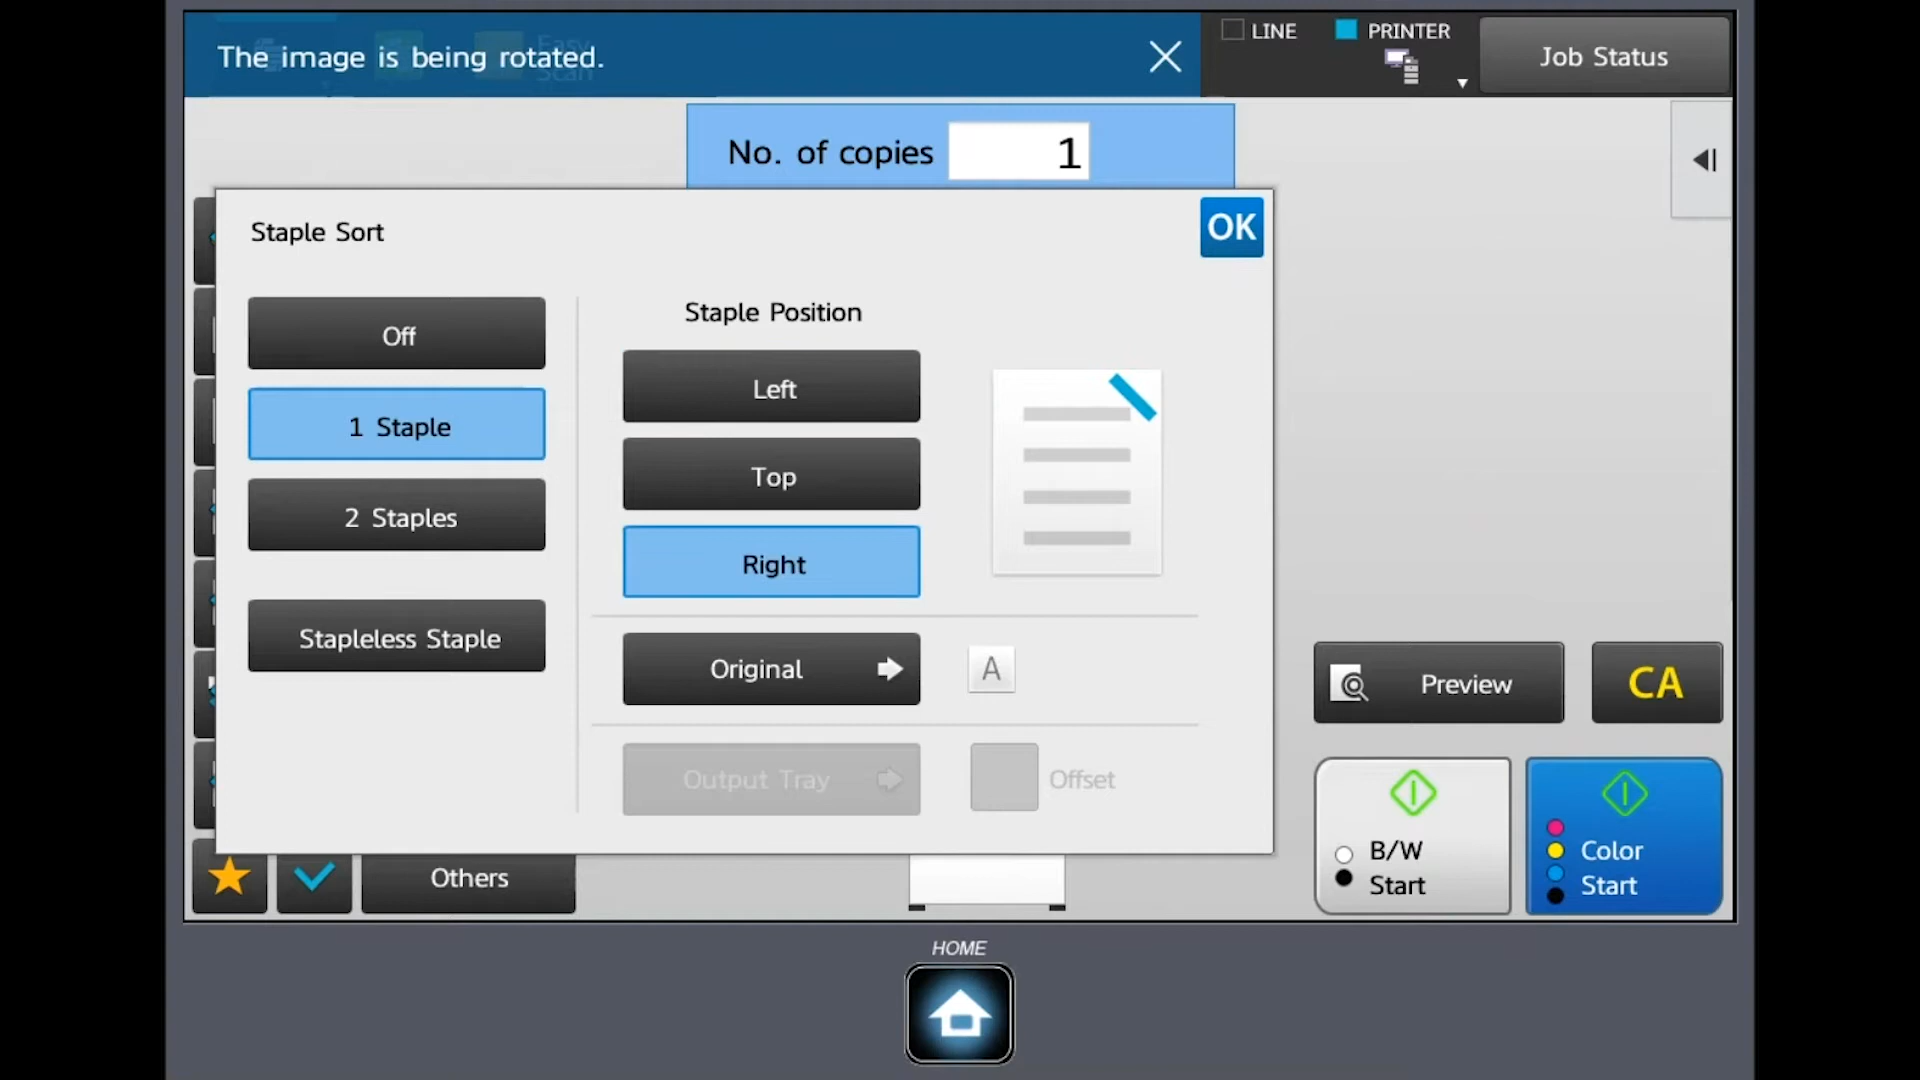 The image is being rotated.
LINE
PRINTER
Job Status
No. of copies 1
Staple Sort
OK
Off
1 Staple
2 Staples
Stapleless Staple
Staple Position
Left
Top
Right
Original
A
Output Tray
Offset
Preview
CA
B/W
Start
Color
Start
Others
HOME